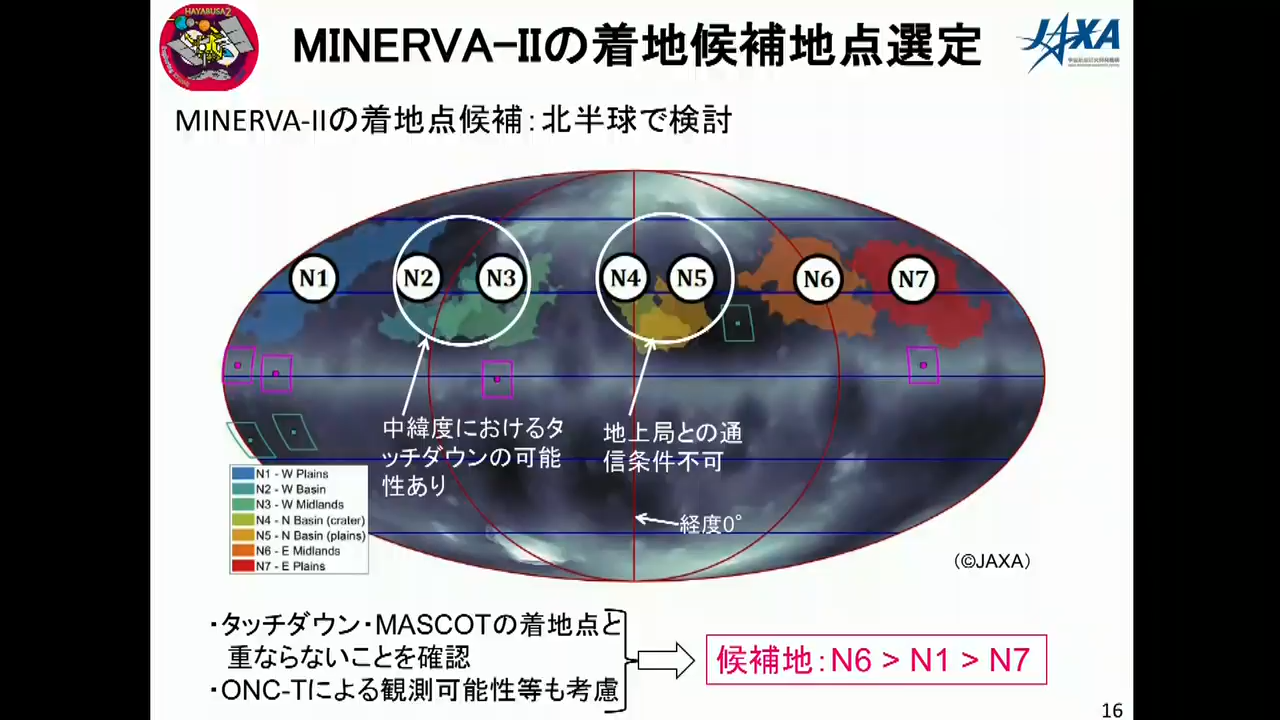 HAYABUSA2
MINERVA-IIの着地候補地点選定
JAXA
MINERVA-IIの着地点候補：北半球で検討
N1
N2
N3
N4
N5
N6
N7
中緯度におけるタ
ッチダウンの可能
性あり
地上局との通
信条件不可
経度0°
N1 - W Plains
N2 - W Basin
N3 - W Midlands
N4 - N Basin (crater)
N5 - N Basin (plains)
N6 - E Midlands
N7 - E Plains
（©JAXA）
・タッチダウン・MASCOTの着地点と
重ならないことを確認
・ONC-Tによる観測可能性等も考慮
候補地：N6 > N1 > N7
16